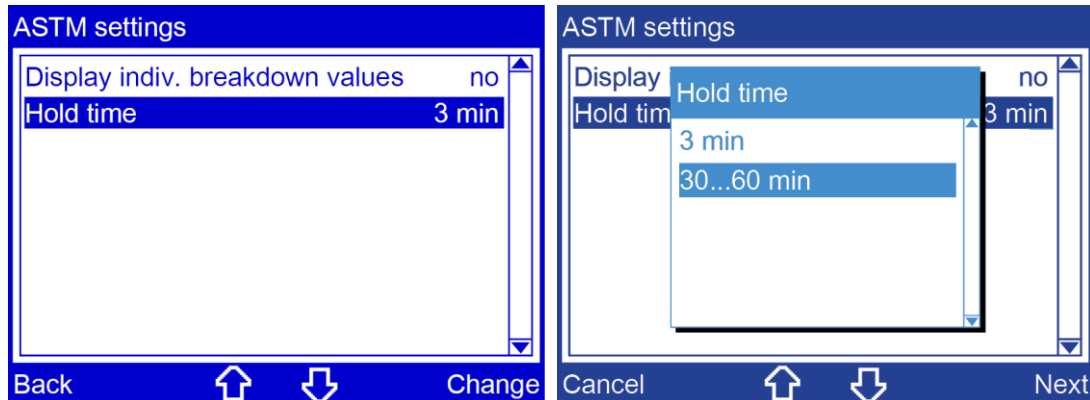 ASTM settings
Display indiv. breakdown values no
Hold time 3 min
Back Change
ASTM settings
Display no
Hold tim 3 min
Hold time
3 min
30...60 min
Cancel Next